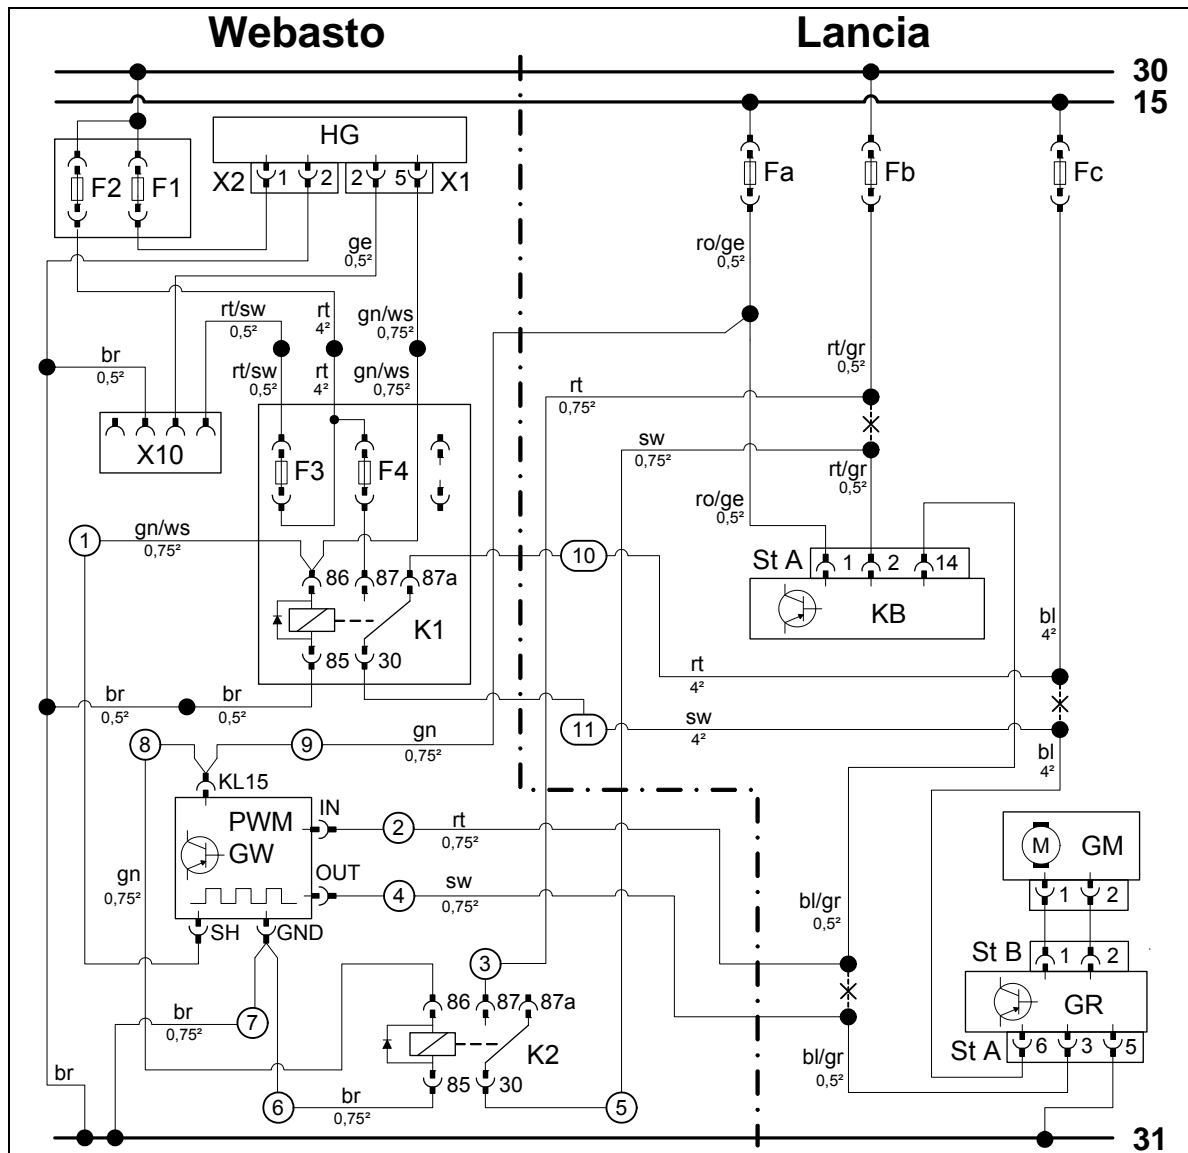 Webasto
Lancia
30
15
HG
F2
F1
X2
1
2
2
5
X1
Fa
Fb
Fc
ge
0,5²
ro/ge
0,5²
rt/sw
0,5²
rt
4²
gn/ws
0,75²
br
0,5²
rt/sw
0,5²
rt
4²
gn/ws
0,75²
rt
0,75²
rt/gr
0,5²
X10
F3
F4
sw
0,75²
rt/gr
0,5²
ro/ge
0,5²
1
gn/ws
0,75²
10
St A
1
2
14
86
87
87a
K1
KB
85
30
bl
4²
rt
4²
br
0,5²
br
0,5²
11
sw
4²
8
9
gn
0,75²
bl
4²
KL15
PWM
GW
IN
2
rt
0,75²
M
GM
OUT
4
sw
0,75²
gn
0,75²
1
2
bl/gr
0,5²
SH
GND
St B
1
2
3
86
87
87a
GR
7
br
0,75²
K2
St A
6
3
5
bl/gr
0,5²
br
85
30
6
br
0,75²
5
31